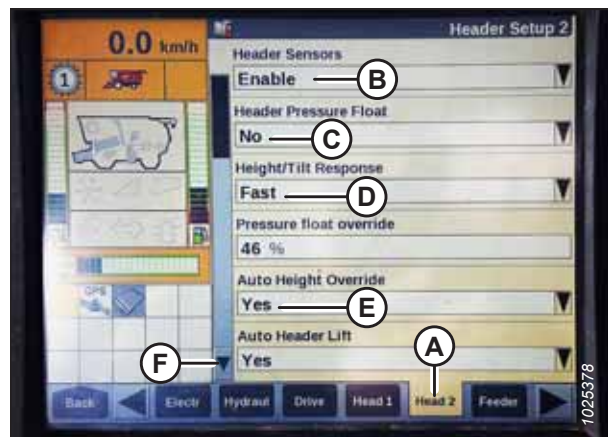 0.0 km/h
Header Setup 2
1
Header Sensors
Enable
B
Header Pressure Float
No
C
Height/Tilt Response
Fast
D
Pressure float override
46 %
Auto Height Override
Yes
E
GPS
Auto Header Lift
Yes
A
F
Back
Electr
Hydraul
Drive
Head 1
Head 2
Feeder
1025378